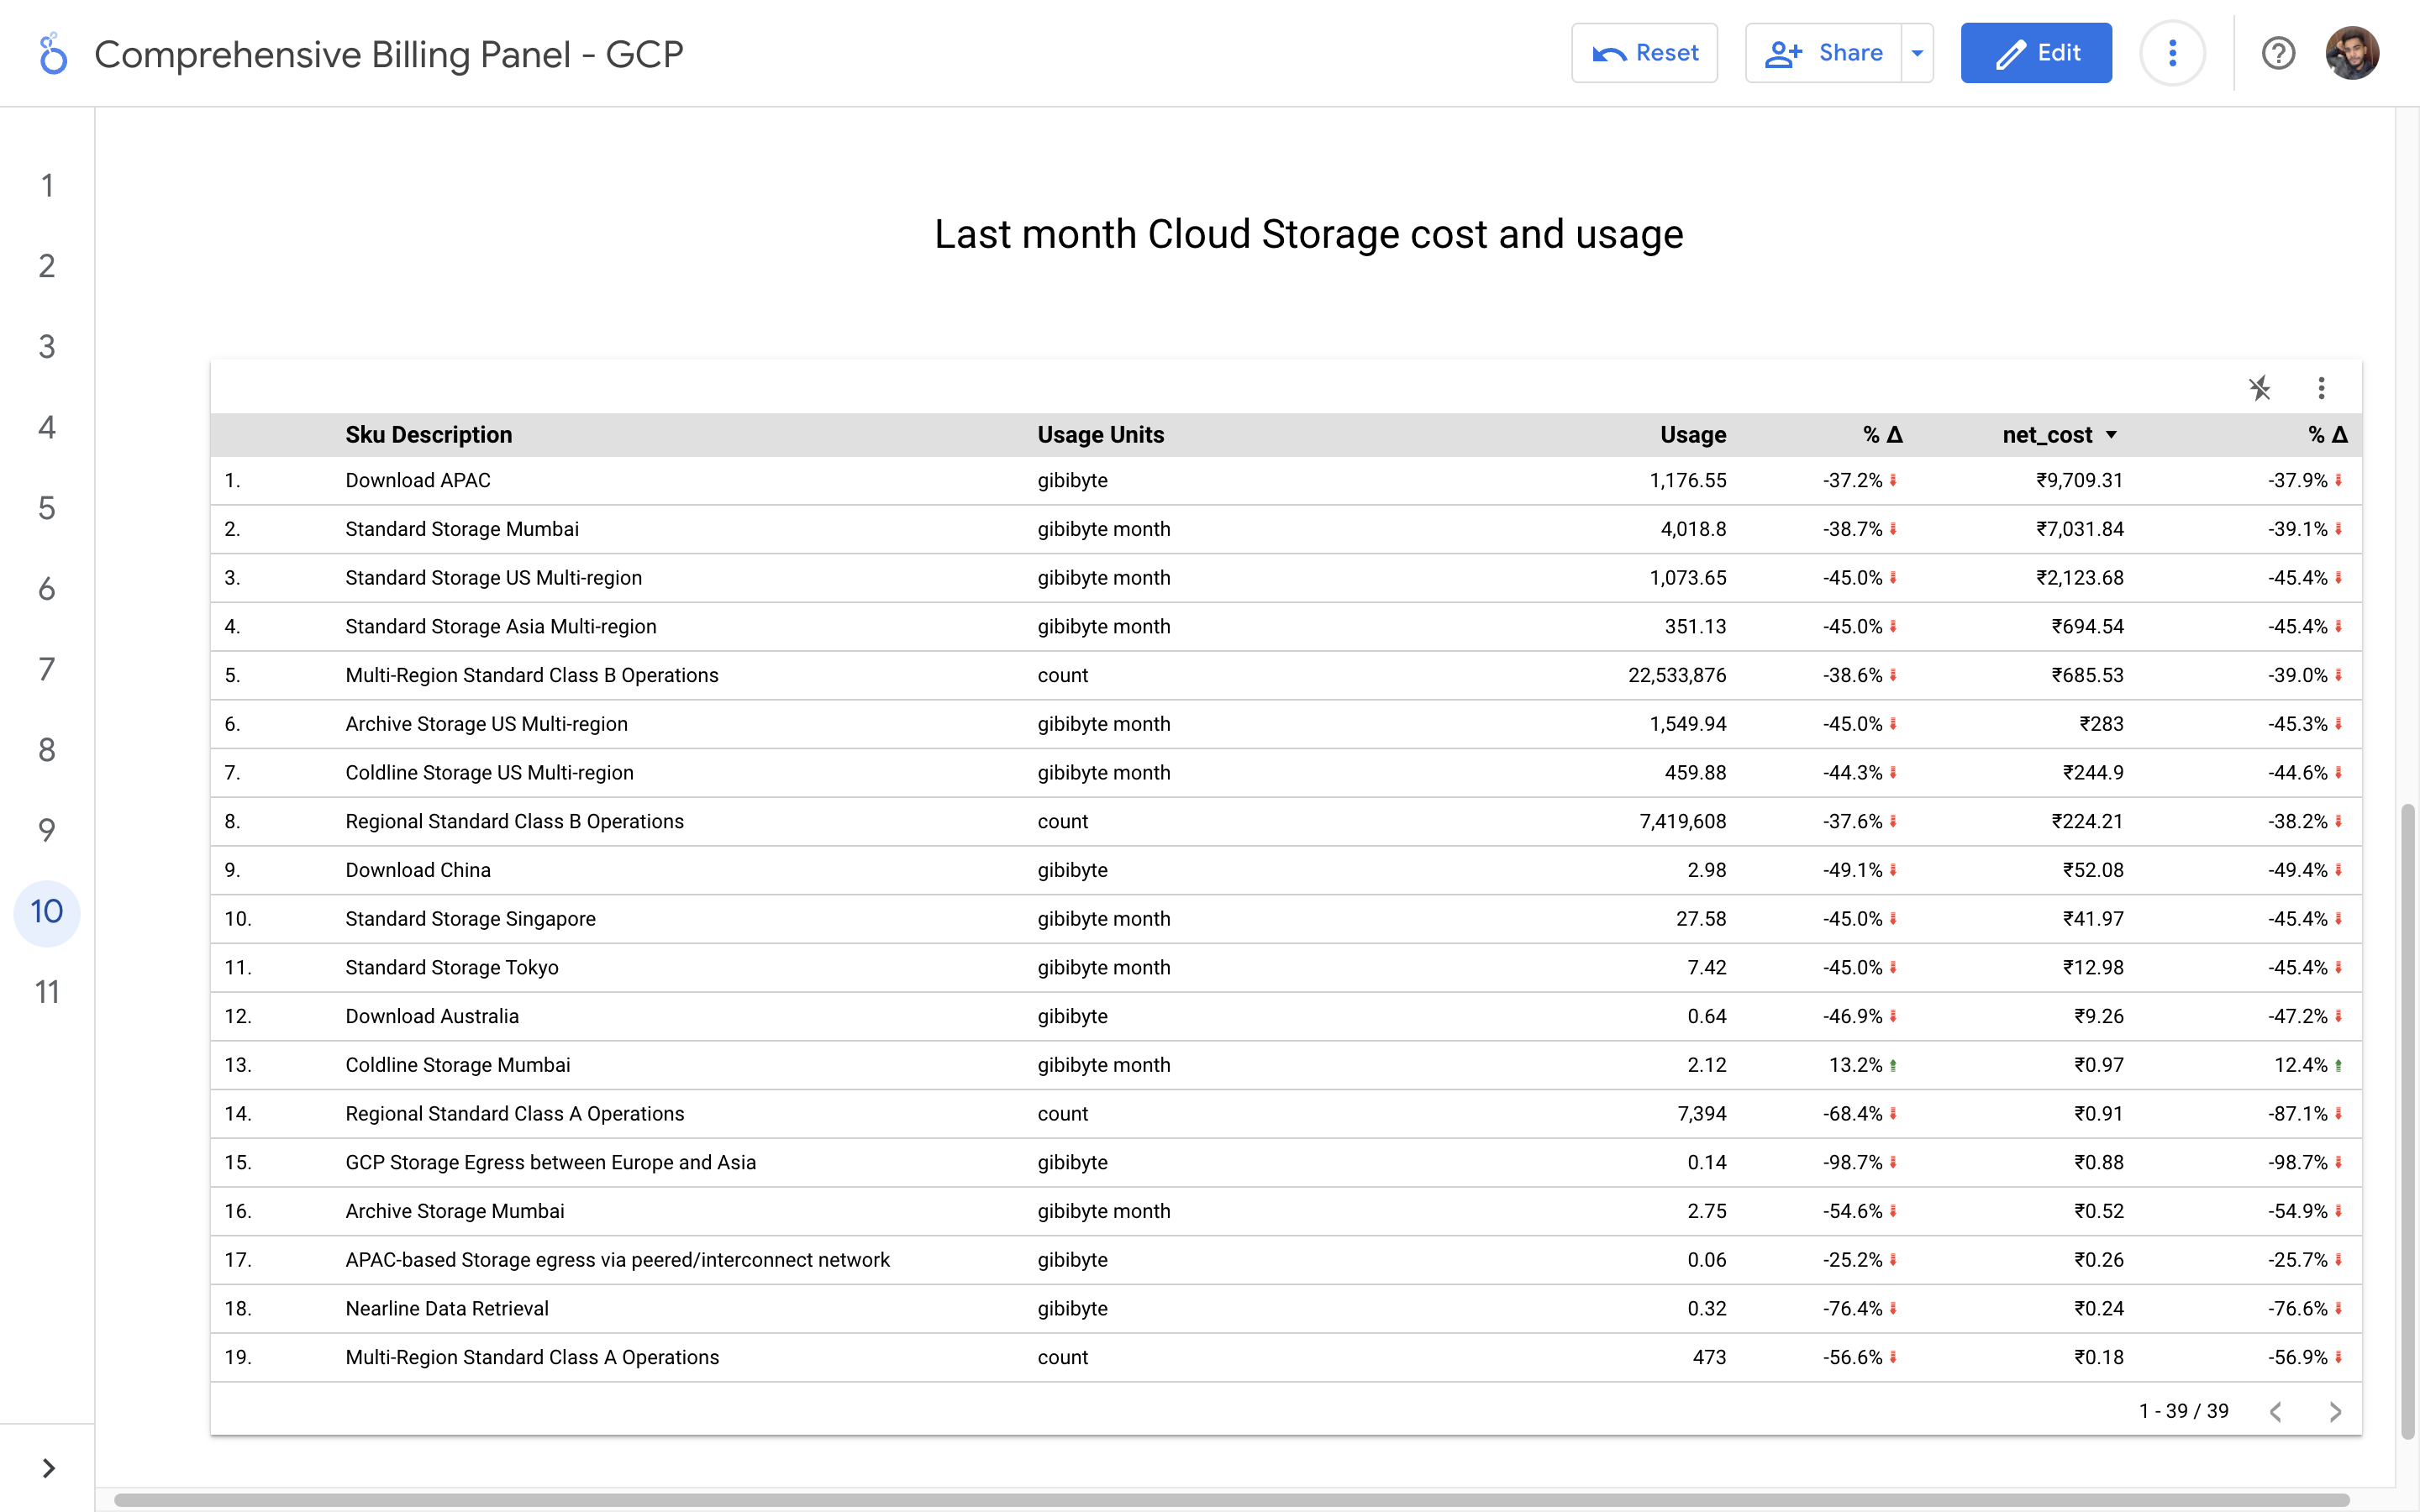 Comprehensive Billing Panel - GCP
Reset
Share
Edit
1
2
3
4
5
6
7
8
9
10
11
Last month Cloud Storage cost and usage
Sku Description Usage Units Usage % Δ net_cost % Δ
1. Download APAC gibibyte 1,176.55 -37.2% ₹9,709.31 -37.9%
2. Standard Storage Mumbai gibibyte month 4,018.8 -38.7% ₹7,031.84 -39.1%
3. Standard Storage US Multi-region gibibyte month 1,073.65 -45.0% ₹2,123.68 -45.4%
4. Standard Storage Asia Multi-region gibibyte month 351.13 -45.0% ₹694.54 -45.4%
5. Multi-Region Standard Class B Operations count 22,533,876 -38.6% ₹685.53 -39.0%
6. Archive Storage US Multi-region gibibyte month 1,549.94 -45.0% ₹283 -45.3%
7. Coldline Storage US Multi-region gibibyte month 459.88 -44.3% ₹244.9 -44.6%
8. Regional Standard Class B Operations count 7,419,608 -37.6% ₹224.21 -38.2%
9. Download China gibibyte 2.98 -49.1% ₹52.08 -49.4%
10. Standard Storage Singapore gibibyte month 27.58 -45.0% ₹41.97 -45.4%
11. Standard Storage Tokyo gibibyte month 7.42 -45.0% ₹12.98 -45.4%
12. Download Australia gibibyte 0.64 -46.9% ₹9.26 -47.2%
13. Coldline Storage Mumbai gibibyte month 2.12 13.2% ₹0.97 12.4%
14. Regional Standard Class A Operations count 7,394 -68.4% ₹0.91 -87.1%
15. GCP Storage Egress between Europe and Asia gibibyte 0.14 -98.7% ₹0.88 -98.7%
16. Archive Storage Mumbai gibibyte month 2.75 -54.6% ₹0.52 -54.9%
17. APAC-based Storage egress via peered/interconnect network gibibyte 0.06 -25.2% ₹0.26 -25.7%
18. Nearline Data Retrieval gibibyte 0.32 -76.4% ₹0.24 -76.6%
19. Multi-Region Standard Class A Operations count 473 -56.6% ₹0.18 -56.9%
1 - 39 / 39